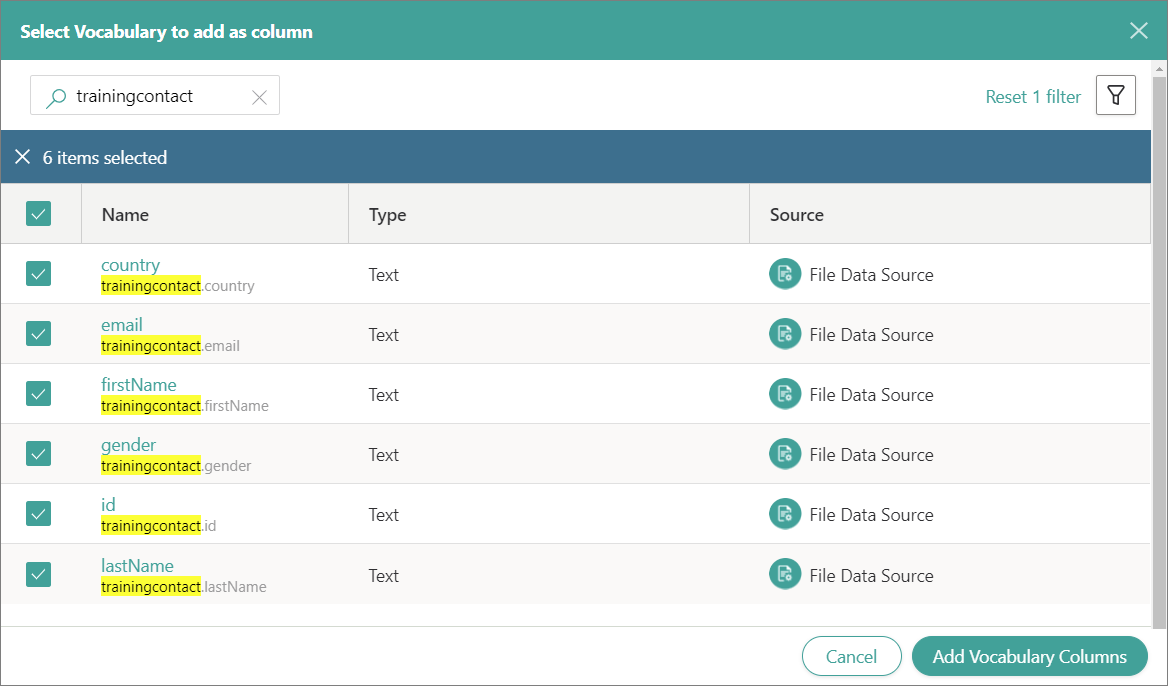 Select Vocabulary to add as column
trainingcontact
Reset 1 filter
6 items selected
Name Type Source
country
trainingcontact.country
Text
File Data Source
email
trainingcontact.email
Text
File Data Source
firstName
trainingcontact.firstName
Text
File Data Source
gender
trainingcontact.gender
Text
File Data Source
id
trainingcontact.id
Text
File Data Source
lastName
trainingcontact.lastName
Text
File Data Source
Cancel
Add Vocabulary Columns